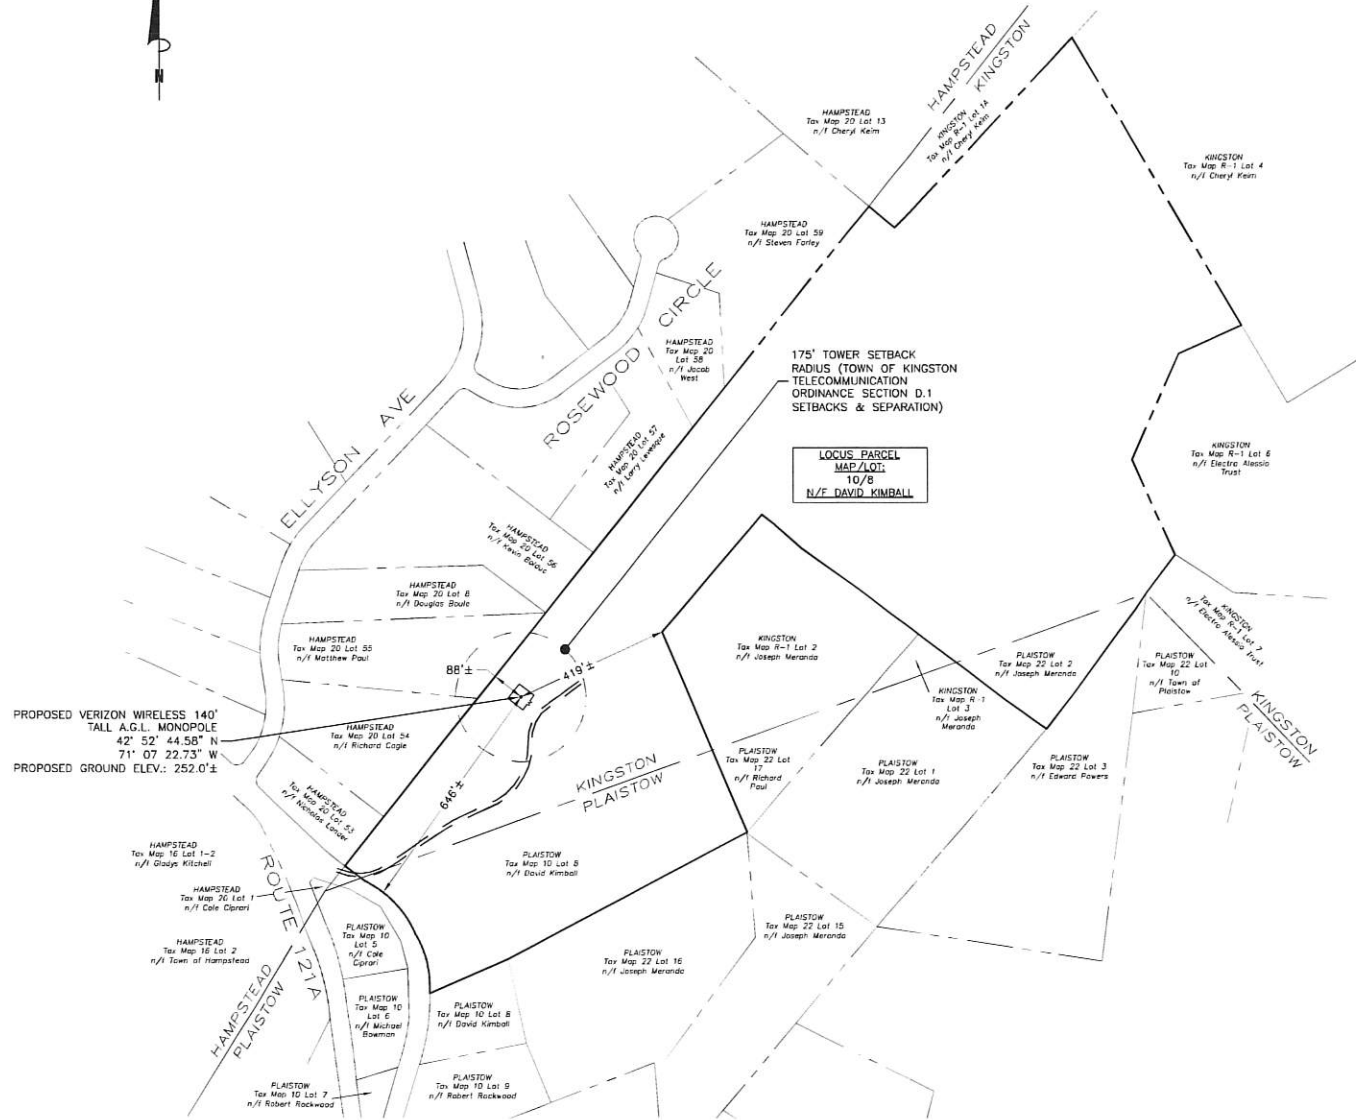 N
HAMPSTEAD
KINGSTON
HAMPSTEAD
Tax Map 20 Lot 13
n/f Cheryl Keim
KINGSTON
Tax Map R-1 Lot 1A
n/f Cheryl Keim
KINGSTON
Tax Map R-1 Lot 4
n/f Cheryl Keim
HAMPSTEAD
Tax Map 20 Lot 59
n/f Steven Farley
ROSEWOOD CIRCLE
HAMPSTEAD
Tax Map 20
Lot 58
n/f Jacob
West
175' TOWER SETBACK
RADIUS (TOWN OF KINGSTON
TELECOMMUNICATION
ORDINANCE SECTION D.1
SETBACKS & SEPARATION)
ELLYSON AVE
HAMPSTEAD
Tax Map 20 Lot 57
n/f Larry Levesque
LOCUS PARCEL
MAP/LOT:
10/8
N/F DAVID KIMBALL
KINGSTON
Tax Map R-1 Lot 6
n/f Electra Alessio
Trust
HAMPSTEAD
Tax Map 20 Lot 56
n/f Kevin
HAMPSTEAD
Tax Map 20 Lot 8
n/f Douglas Boule
KINGSTON
Tax Map R-1 Lot 7
n/f Electra Alessio Trust
HAMPSTEAD
Tax Map 20 Lot 55
n/f Matthew Paul
KINGSTON
Tax Map R-1 Lot 2
n/f Joseph Meranda
PLAISTOW
Tax Map 22 Lot 2
n/f Joseph Meranda
PLAISTOW
Tax Map 22 Lot
10
n/f Town of
Plaistow
88'±
419'±
KINGSTON
Tax Map R-1
Lot 3
n/f Joseph
Meranda
KINGSTON
PLAISTOW
PROPOSED VERIZON WIRELESS 140'
TALL A.G.L. MONOPOLE
42° 52' 44.58" N
71° 07 22.73" W
PROPOSED GROUND ELEV.: 252.0'±
HAMPSTEAD
Tax Map 20 Lot 54
n/f Richard Cagle
646'±
KINGSTON
PLAISTOW
PLAISTOW
Tax Map 22 Lot
17
n/f Richard
Paul
PLAISTOW
Tax Map 22 Lot 1
n/f Joseph Meranda
PLAISTOW
Tax Map 22 Lot 3
n/f Edward Powers
HAMPSTEAD
Tax Map 20 Lot 53
n/f Nicholas
HAMPSTEAD
Tax Map 16 Lot 1-2
n/f Gladys Kitchell
PLAISTOW
Tax Map 10 Lot 8
n/f David Kimball
HAMPSTEAD
Tax Map 20 Lot 1
n/f Cole Ciprari
ROUTE 121A
PLAISTOW
Tax Map 10
Lot 5
n/f Cole
Ciprari
PLAISTOW
Tax Map 22 Lot 15
n/f Joseph Meranda
HAMPSTEAD
Tax Map 16 Lot 2
n/f Town of Hampstead
PLAISTOW
Tax Map 22 Lot 16
n/f Joseph Meranda
HAMPSTEAD
PLAISTOW
PLAISTOW
Tax Map 10
Lot 6
n/f Michael
Bowman
PLAISTOW
Tax Map 10 Lot 8
n/f David Kimball
PLAISTOW
Tax Map 10 Lot 7
n/f Robert Rockwood
PLAISTOW
Tax Map 10 Lot 9
n/f Robert Rockwood